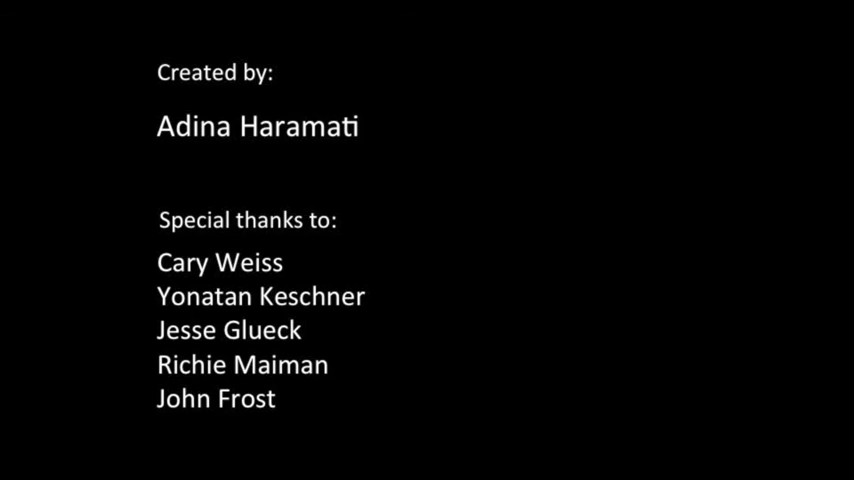 Created by:
Adina Haramati
Special thanks to:
Cary Weiss
Yonatan Keschner
Jesse Glueck
Richie Maiman
John Frost